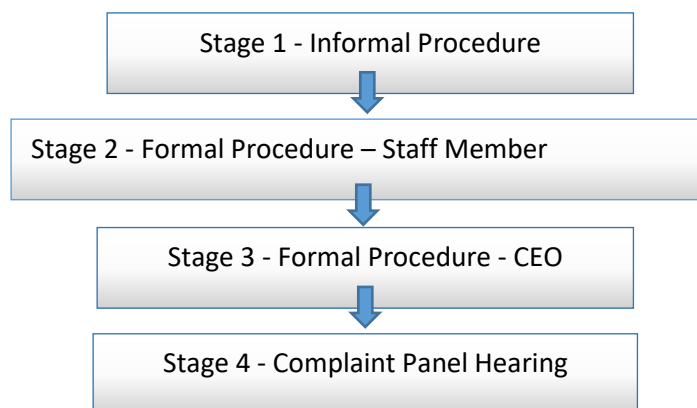 Stage 1 - Informal Procedure
Stage 2 - Formal Procedure – Staff Member
Stage 3 - Formal Procedure - CEO
Stage 4 - Complaint Panel Hearing